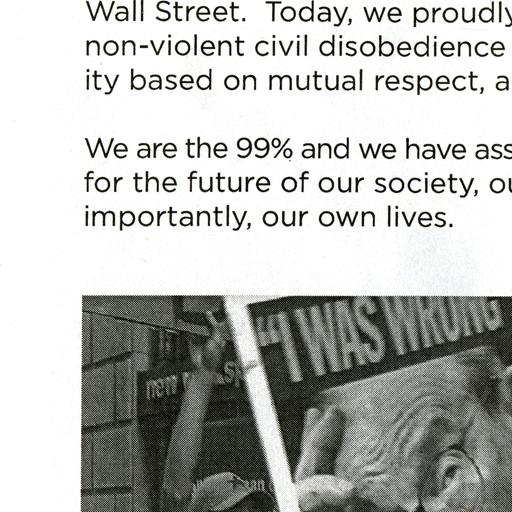 Wall Street. Today, we proudly
non-violent civil disobedience
ity based on mutual respect, a
We are the 99% and we have ass
for the future of our society, ou
importantly, our own lives.
"I WAS WRONG
new